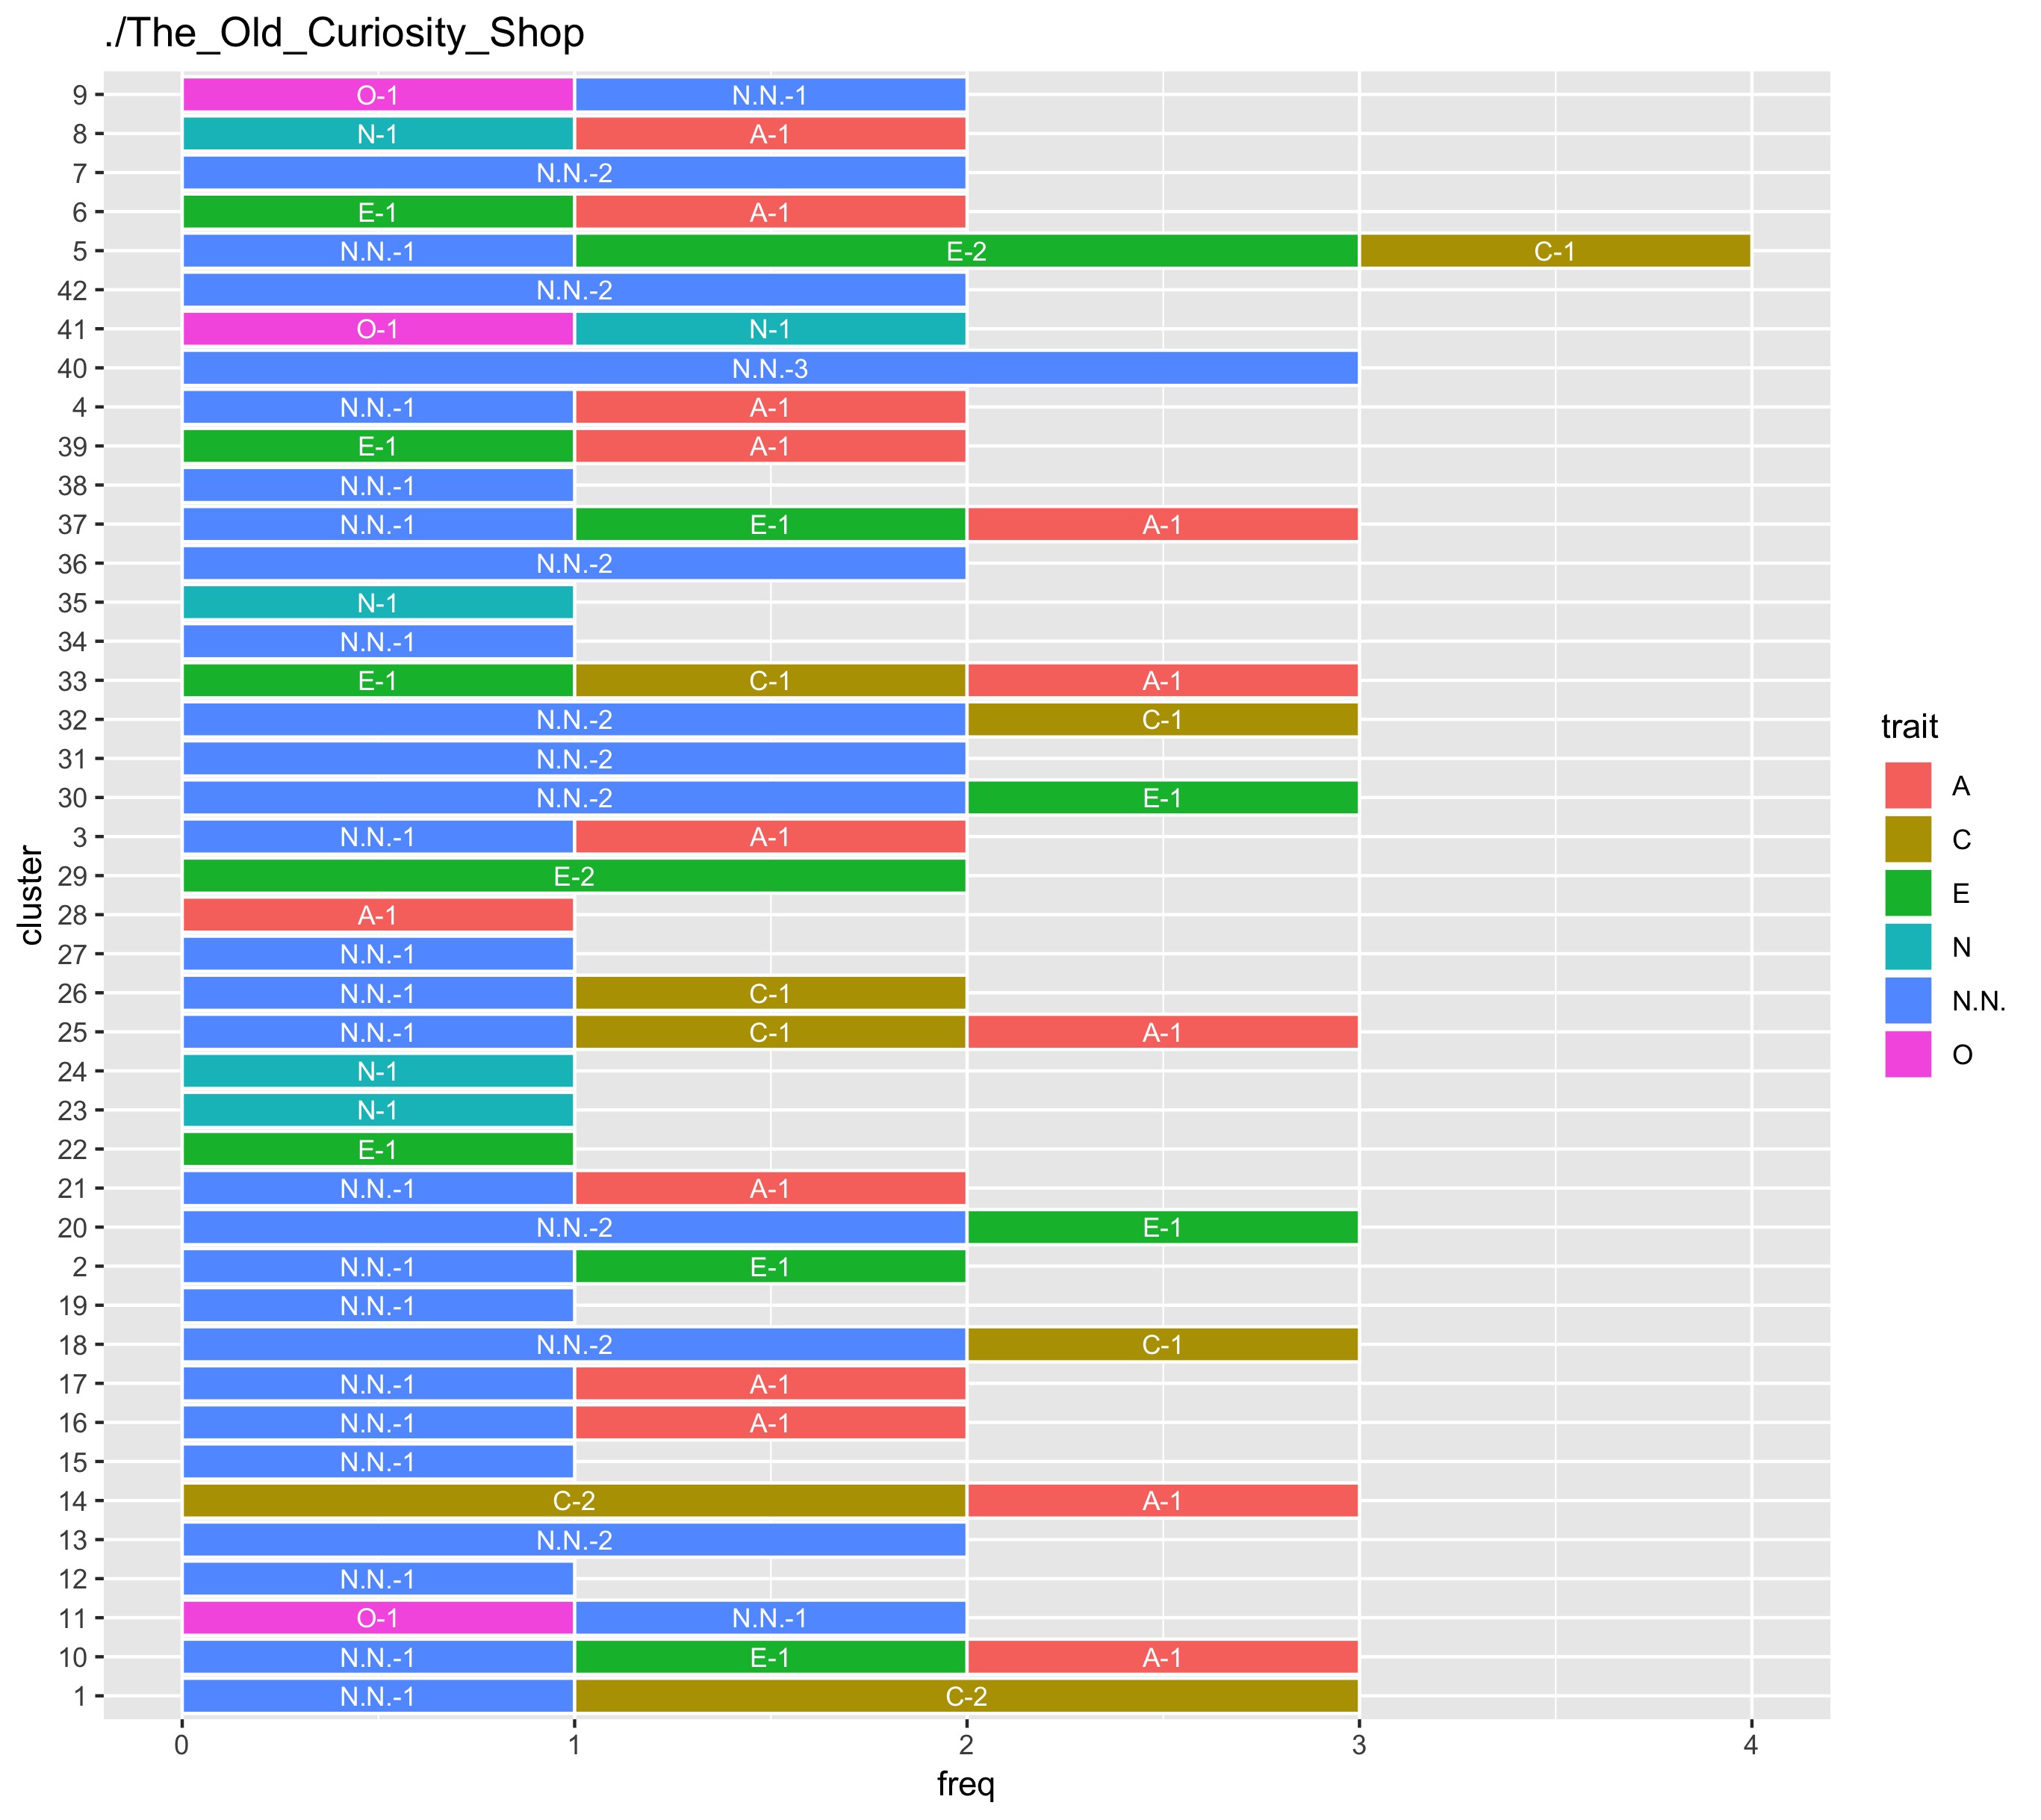 ./The_Old_Curiosity_Shop
9 O-1 N.N.-1
8 N-1 A-1
7 N.N.-2
6 E-1 A-1
5 N.N.-1 E-2 C-1
42 N.N.-2
41 O-1 N-1
40 N.N.-3
4 N.N.-1 A-1
39 E-1 A-1
38 N.N.-1
37 N.N.-1 E-1 A-1
36 N.N.-2
35 N-1
34 N.N.-1
33 E-1 C-1 A-1
32 N.N.-2 C-1
31 N.N.-2
30 N.N.-2 E-1
3 N.N.-1 A-1
29 E-2
28 A-1
27 N.N.-1
26 N.N.-1 C-1
25 N.N.-1 C-1 A-1
24 N-1
23 N-1
22 E-1
21 N.N.-1 A-1
20 N.N.-2 E-1
2 N.N.-1 E-1
19 N.N.-1
18 N.N.-2 C-1
17 N.N.-1 A-1
16 N.N.-1 A-1
15 N.N.-1
14 C-2 A-1
13 N.N.-2
12 N.N.-1
11 O-1 N.N.-1
10 N.N.-1 E-1 A-1
1 N.N.-1 C-2
0 1 2 3 4
freq
cluster
trait
A
C
E
N
N.N.
O